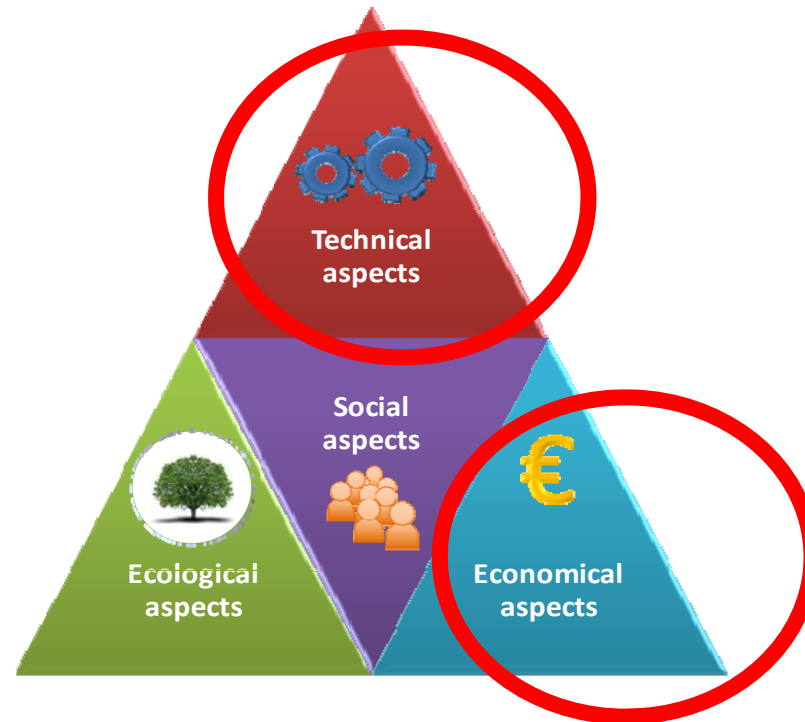 Technical
aspects
Social
aspects
€
Ecological
aspects
Economical
aspects